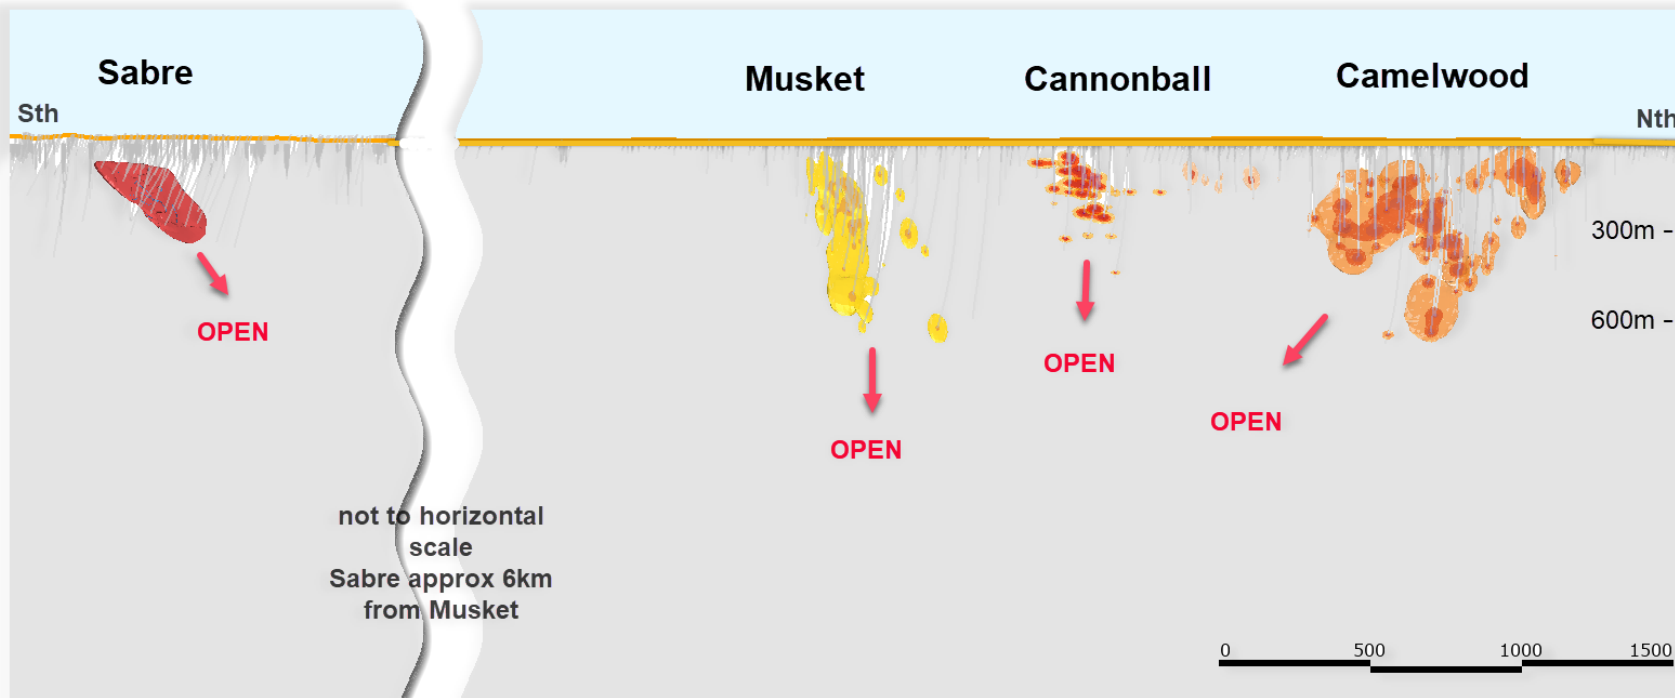 Sabre
Musket
Cannonball
Camelwood
Sth
Nth
300m -
600m -
OPEN
OPEN
OPEN
OPEN
not to horizontal
scale
Sabre approx 6km
from Musket
0 500 1000 1500